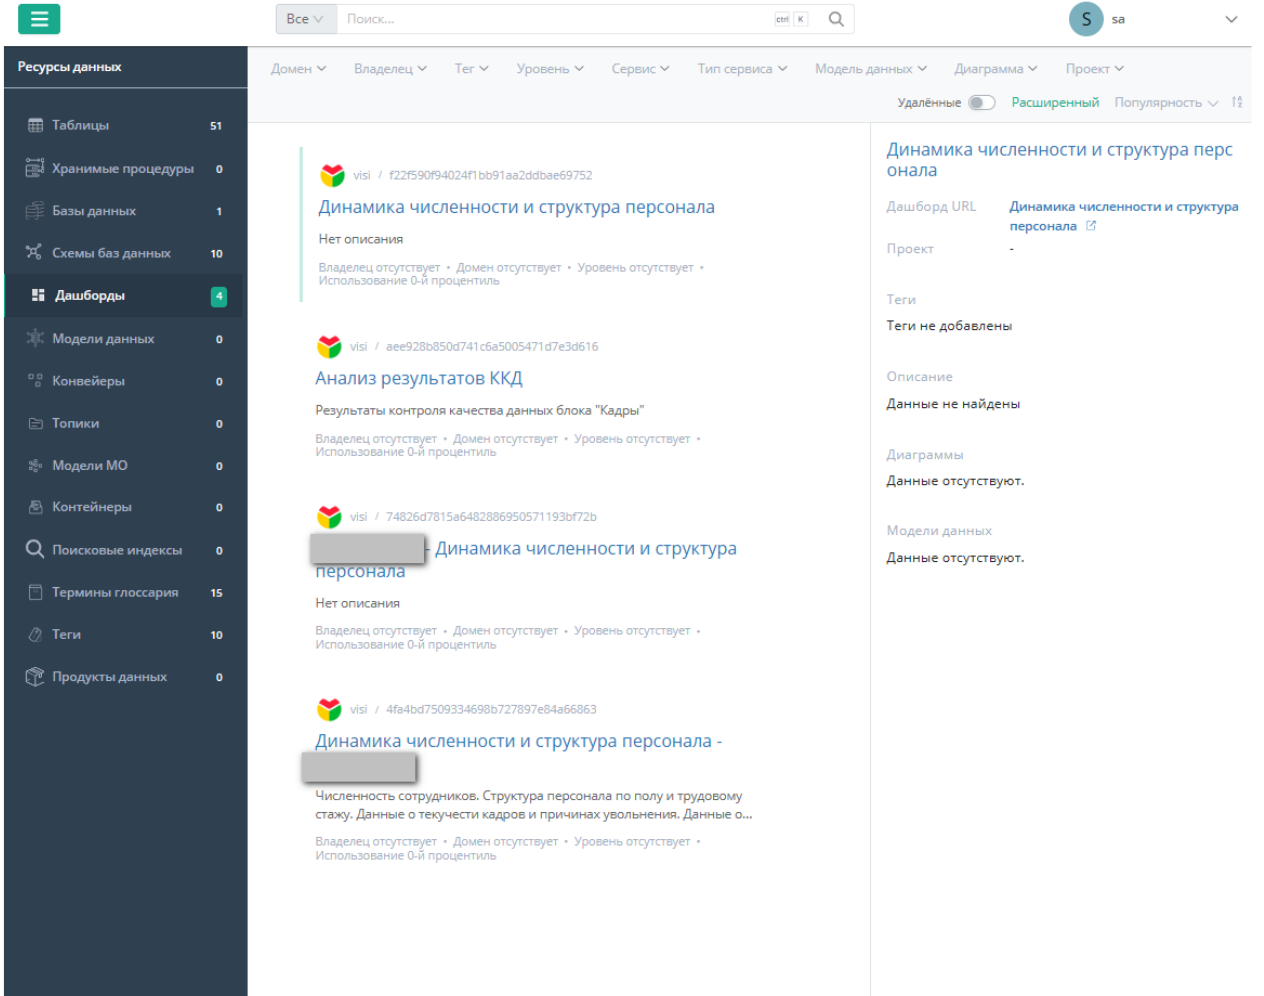 Все Поиск... ctrl K S sa
Ресурсы данных
Таблицы 51
Хранимые процедуры 0
Базы данных 1
Схемы баз данных 10
Дашборды 4
Модели данных 0
Конвейеры 0
Топики 0
Модели МО 0
Контейнеры 0
Поисковые индексы 0
Термины глоссария 15
Теги 10
Продукты данных 0
Домен Владелец Тег Уровень Сервис Тип сервиса Модель данных Диаграмма Проект
Удалённые Расширенный Популярность
visi / f22f590f94024f1bb91aa2ddbae69752
Динамика численности и структура персонала
Нет описания
Владелец отсутствует • Домен отсутствует • Уровень отсутствует •
Использование 0-й процентиль
visi / aee928b850d741c6a5005471d7e3d616
Анализ результатов ККД
Результаты контроля качества данных блока "Кадры"
Владелец отсутствует • Домен отсутствует • Уровень отсутствует •
Использование 0-й процентиль
visi / 74826d7815a6482886950571193bf72b
- Динамика численности и структура
персонала
Нет описания
Владелец отсутствует • Домен отсутствует • Уровень отсутствует •
Использование 0-й процентиль
visi / 4fa4bd7509334698b727897e84a66863
Динамика численности и структура персонала -
Численность сотрудников. Структура персонала по полу и трудовому
стажу. Данные о текучести кадров и причинах увольнения. Данные о...
Владелец отсутствует • Домен отсутствует • Уровень отсутствует •
Использование 0-й процентиль
Динамика численности и структура перс
онала
Дашборд URL Динамика численности и структура
персонала
Проект -
Теги
Теги не добавлены
Описание
Данные не найдены
Диаграммы
Данные отсутствуют.
Модели данных
Данные отсутствуют.